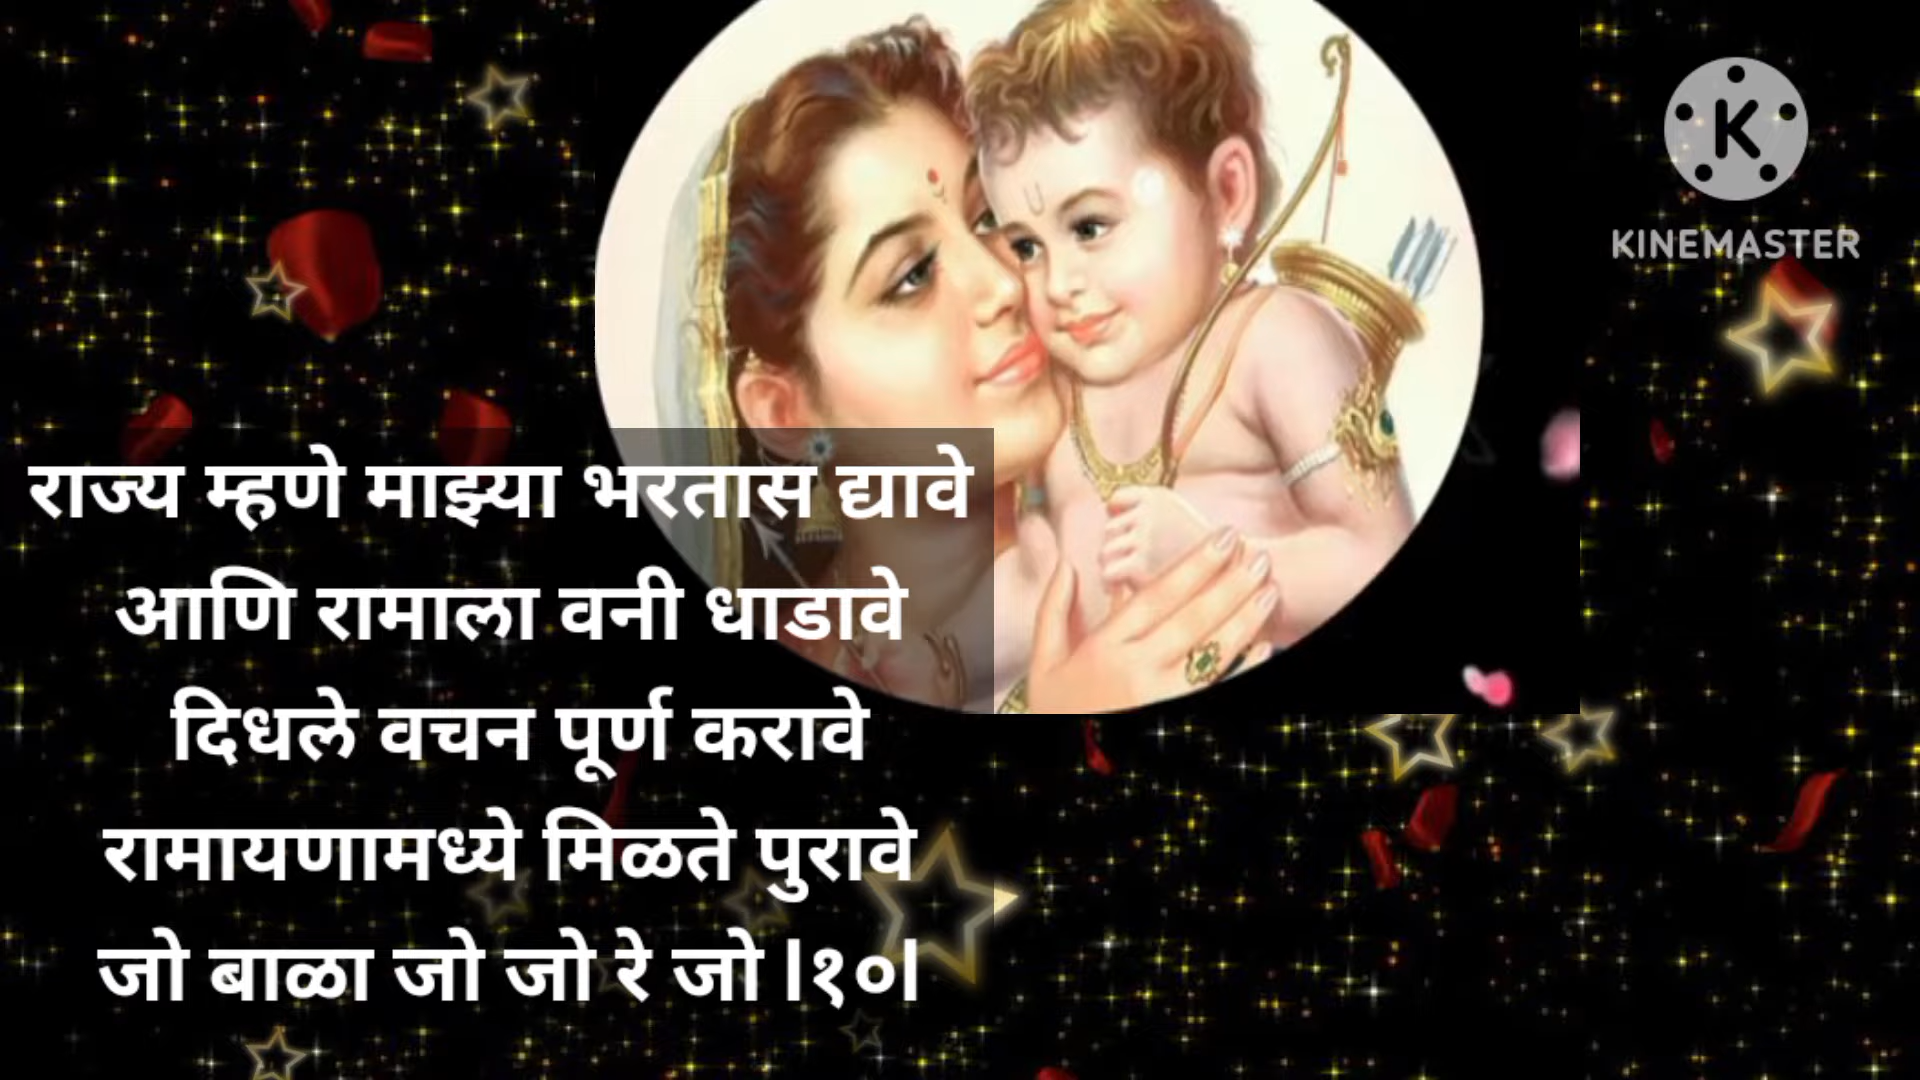 राज्य म्हणे माझ्या भरतास द्यावे
आणि रामाला वनी धाडावे
दिधले वचन पूर्ण करावे
रामायणामध्ये मिळते पुरावे
जो बाळा जो जो रे जो।१०।
K
KINEMASTER